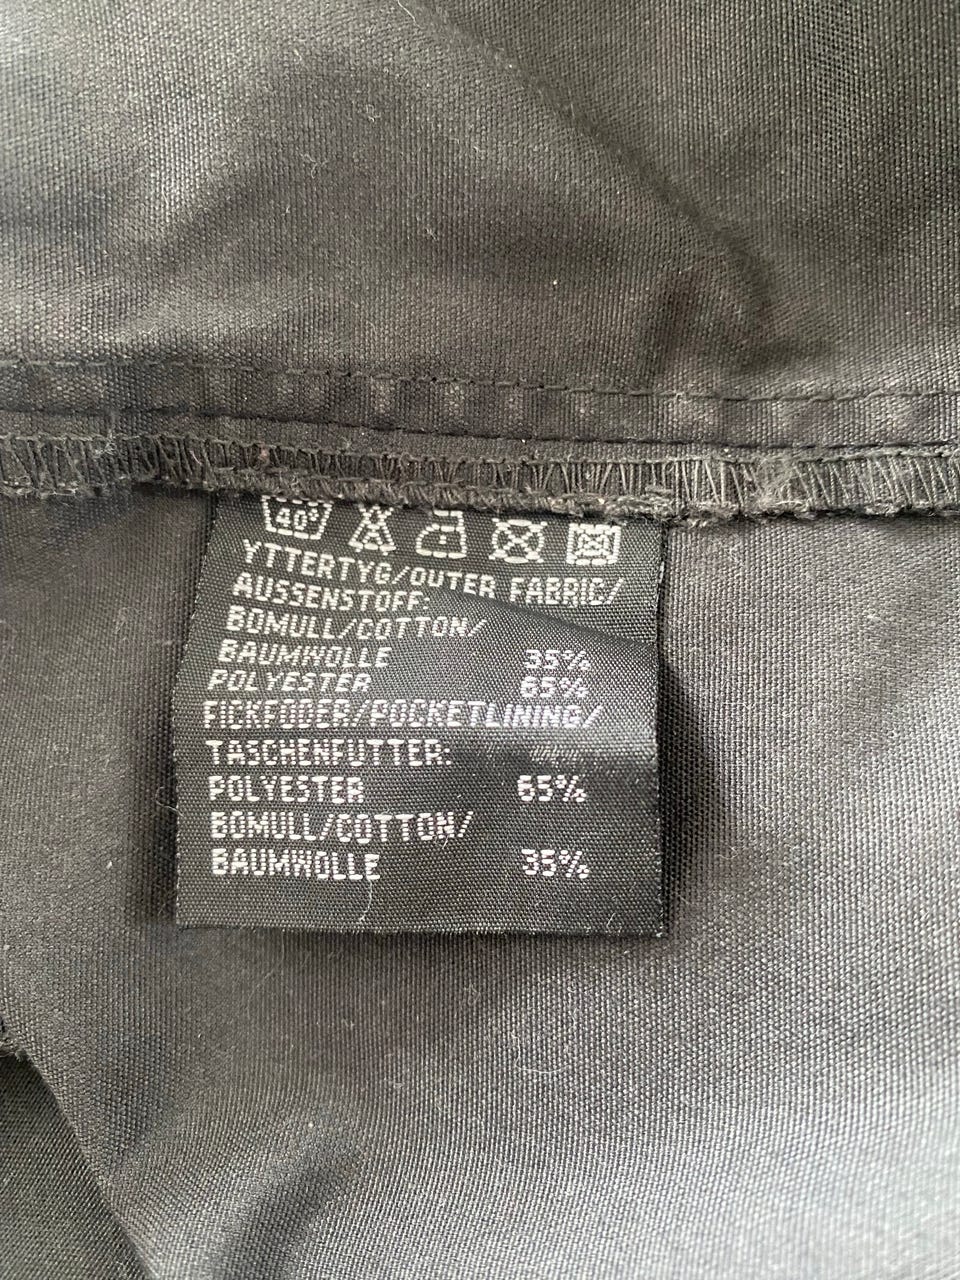 40°
YTTERTYG/OUTER FABRIC/
AUSSENSTOFF:
BOMULL/COTTON/
BAUMWOLLE 35%
POLYESTER 65%
FICKFODER/POCKETLINING/
TASCHENFUTTER:
POLYESTER 65%
BOMULL/COTTON/
BAUMWOLLE 35%